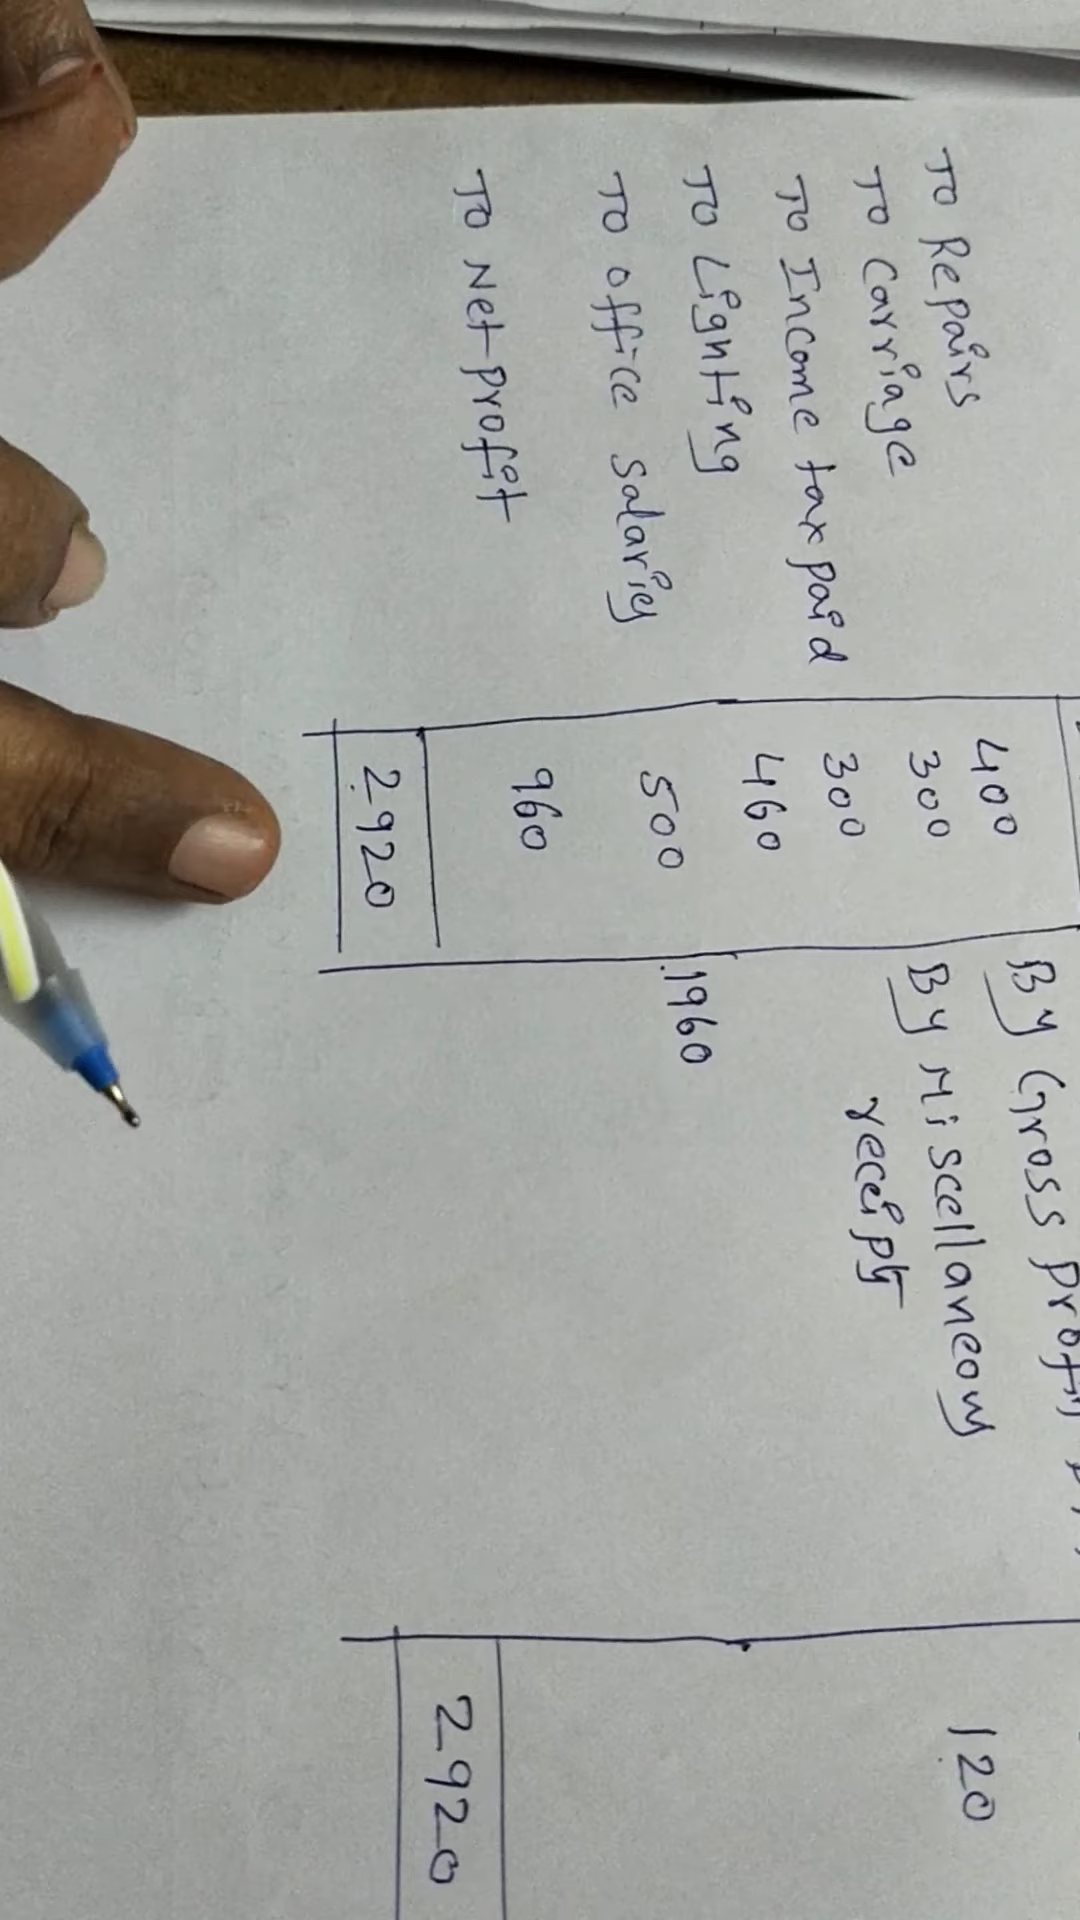 To Repairs 400 By Gross profit
To Carriage 300 By Miscellaneous 120
To Income tax paid 300 receipts
To Lighting 460
To Office Salaries 500 1960
To Net profit 960
2920 2920